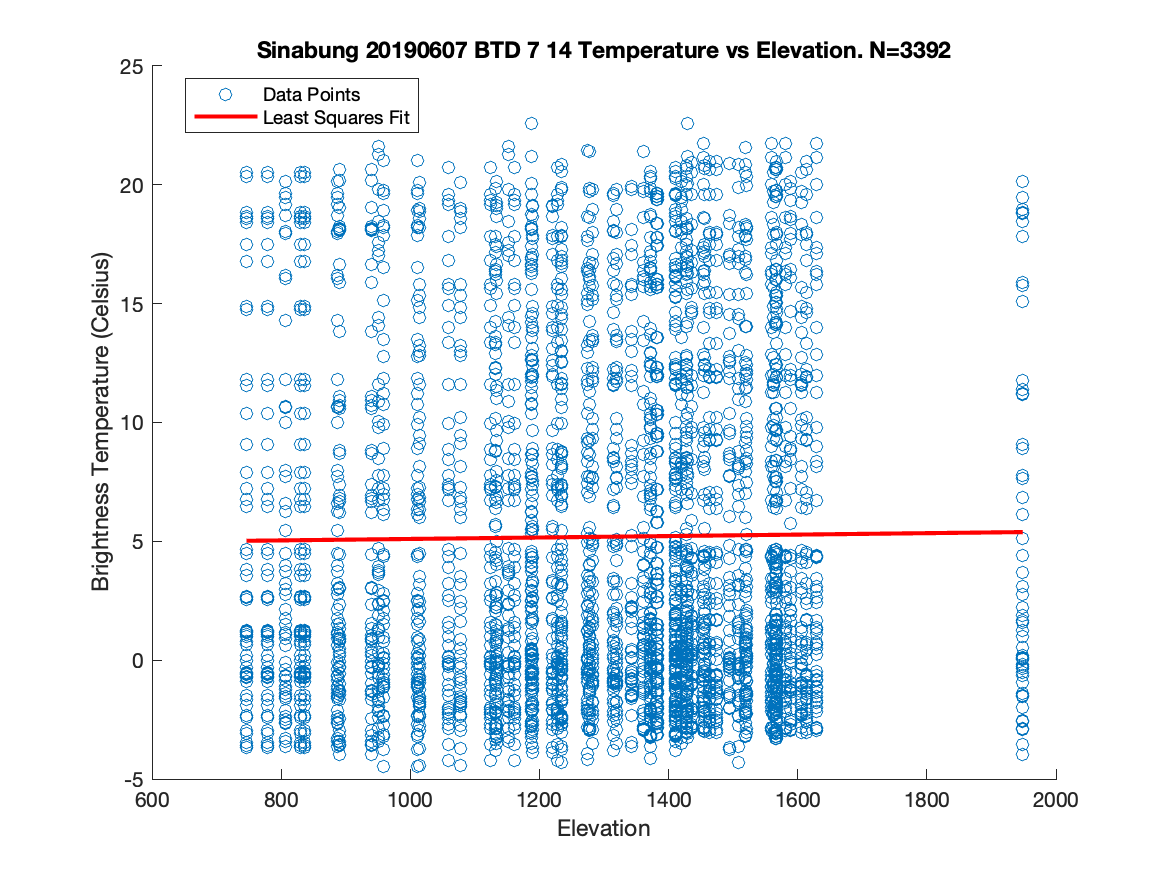 Sinabung 20190607 BTD 7 14 Temperature vs Elevation. N=3392
Data Points
Least Squares Fit
25
20
15
10
5
0
-5
Brightness Temperature (Celsius)
600 800 1000 1200 1400 1600 1800 2000
Elevation